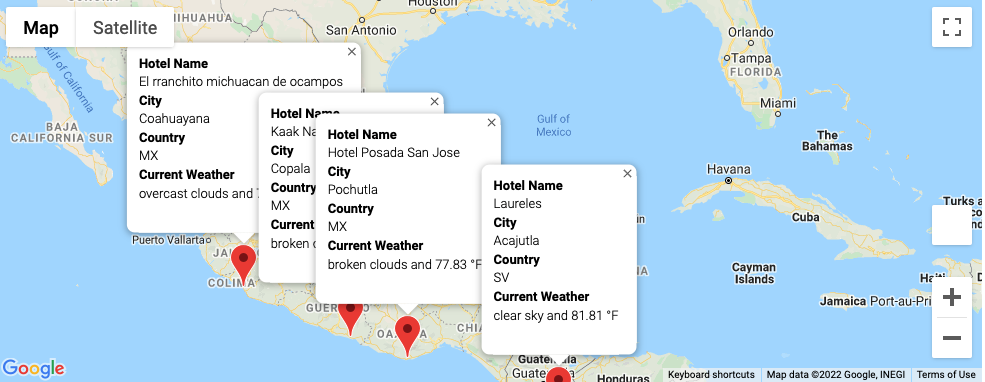 Map
Satellite
HUAHUA
San Antonio
Houston
Orlando
Tampa
FLORIDA
Miami
Gulf of California
BAJA
CALIFORNIA SUR
Gulf of
Mexico
The
Bahamas
Havana
Cuba
Turks a
Cayman
Islands
Haiti
Jamaica
Port-au-Pri
Puerto Vallarta
COLIMA
Guatemala
Honduras
Hotel Name
El rranchito michuacan de ocampos
City
Coahuayana
Country
MX
Current Weather
overcast clouds and 7
Hotel Name
Kaak Na
City
Copala
Country
MX
Current
broken c
Hotel Name
Hotel Posada San Jose
City
Pochutla
Country
MX
Current Weather
broken clouds and 77.83 °F
Hotel Name
Laureles
City
Acajutla
Country
SV
Current Weather
clear sky and 81.81 °F
Google
Keyboard shortcuts
Map data ©2022 Google, INEGI
Terms of Use